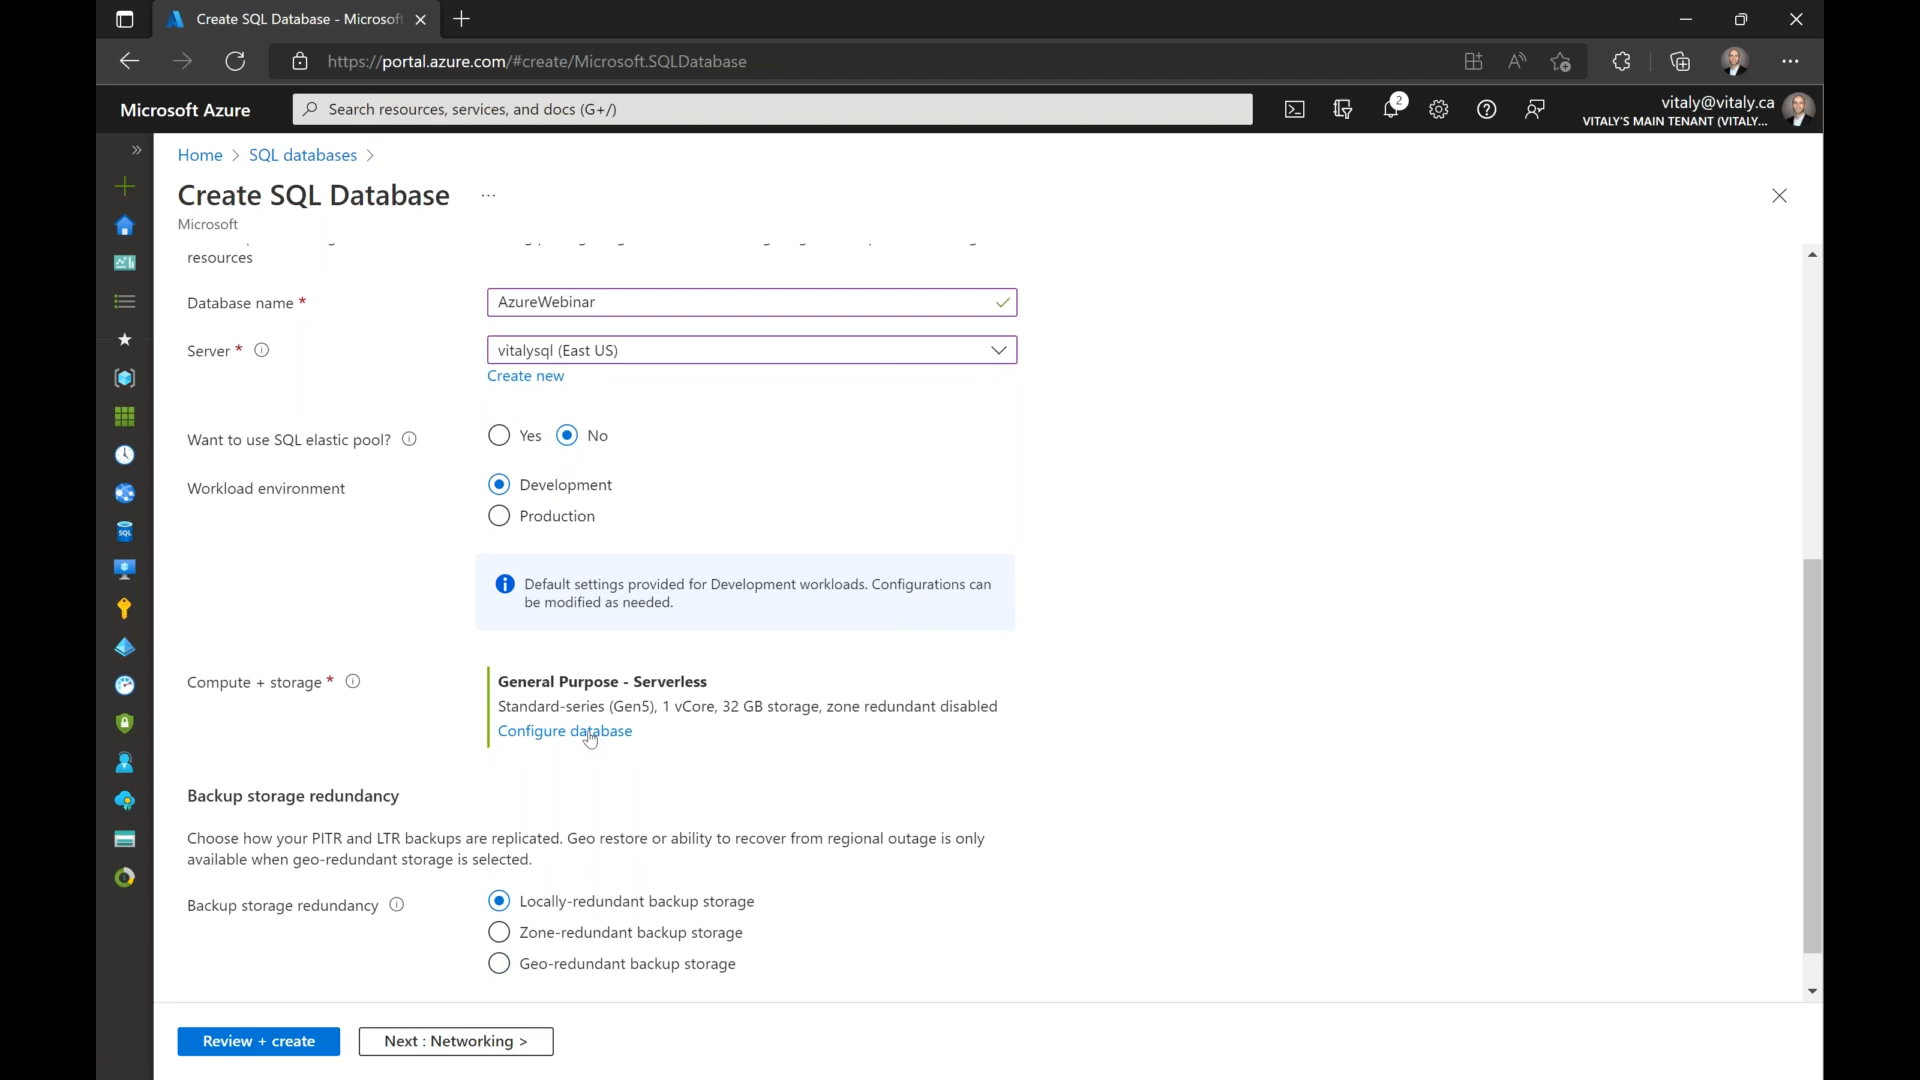 Create SQL Database - Microsof
https://portal.azure.com/#create/Microsoft.SQLDatabase
Microsoft Azure
Search resources, services, and docs (G+/)
2
vitaly@vitaly.ca
VITALY'S MAIN TENANT (VITALY...
Home > SQL databases >
Create SQL Database ...
Microsoft
resources
Database name *
AzureWebinar
Server *
vitalysql (East US)
Create new
Want to use SQL elastic pool?
Yes
No
Workload environment
Development
Production
Default settings provided for Development workloads. Configurations can
be modified as needed.
Compute + storage *
General Purpose - Serverless
Standard-series (Gen5), 1 vCore, 32 GB storage, zone redundant disabled
Configure database
Backup storage redundancy
Choose how your PITR and LTR backups are replicated. Geo restore or ability to recover from regional outage is only
available when geo-redundant storage is selected.
Backup storage redundancy
Locally-redundant backup storage
Zone-redundant backup storage
Geo-redundant backup storage
Review + create
Next : Networking >
SQL